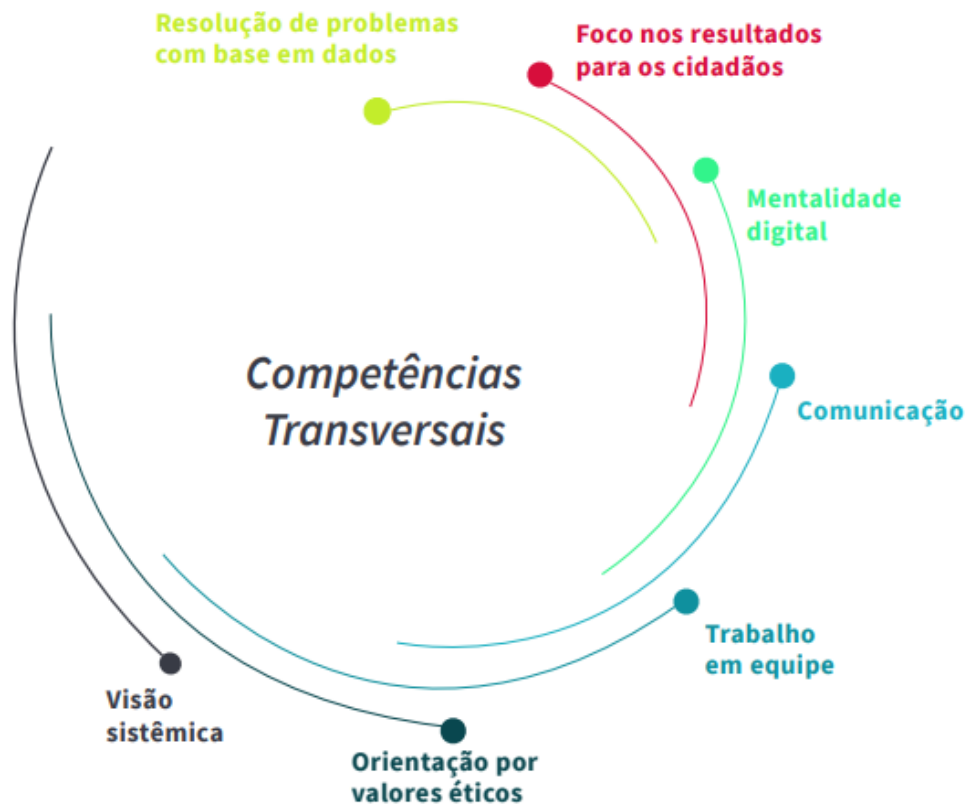 Resolução de problemas
com base em dados
Foco nos resultados
para os cidadãos
Mentalidade
digital
Comunicação
Competências
Transversais
Trabalho
em equipe
Visão
sistêmica
Orientação por
valores éticos